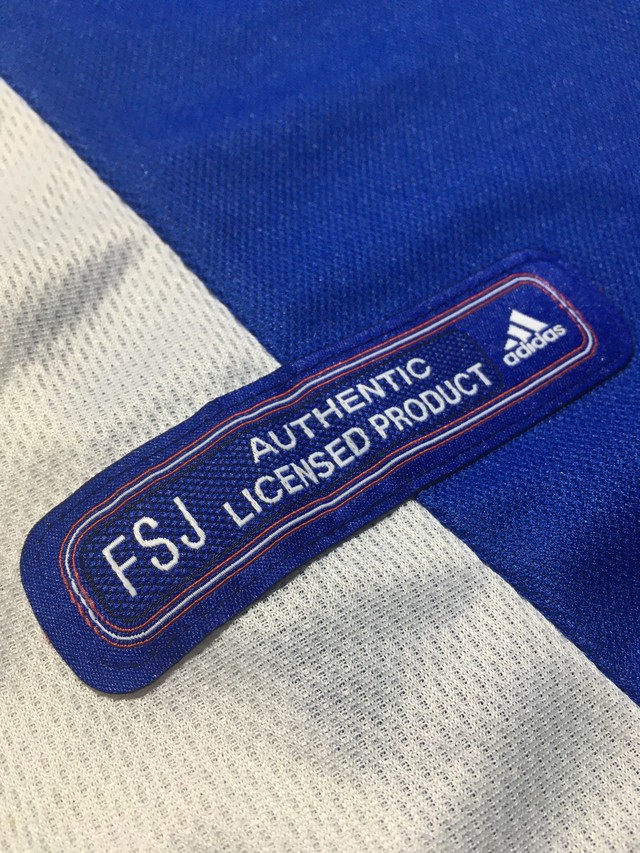 FSJ
AUTHENTIC
LICENSED PRODUCT
adidas